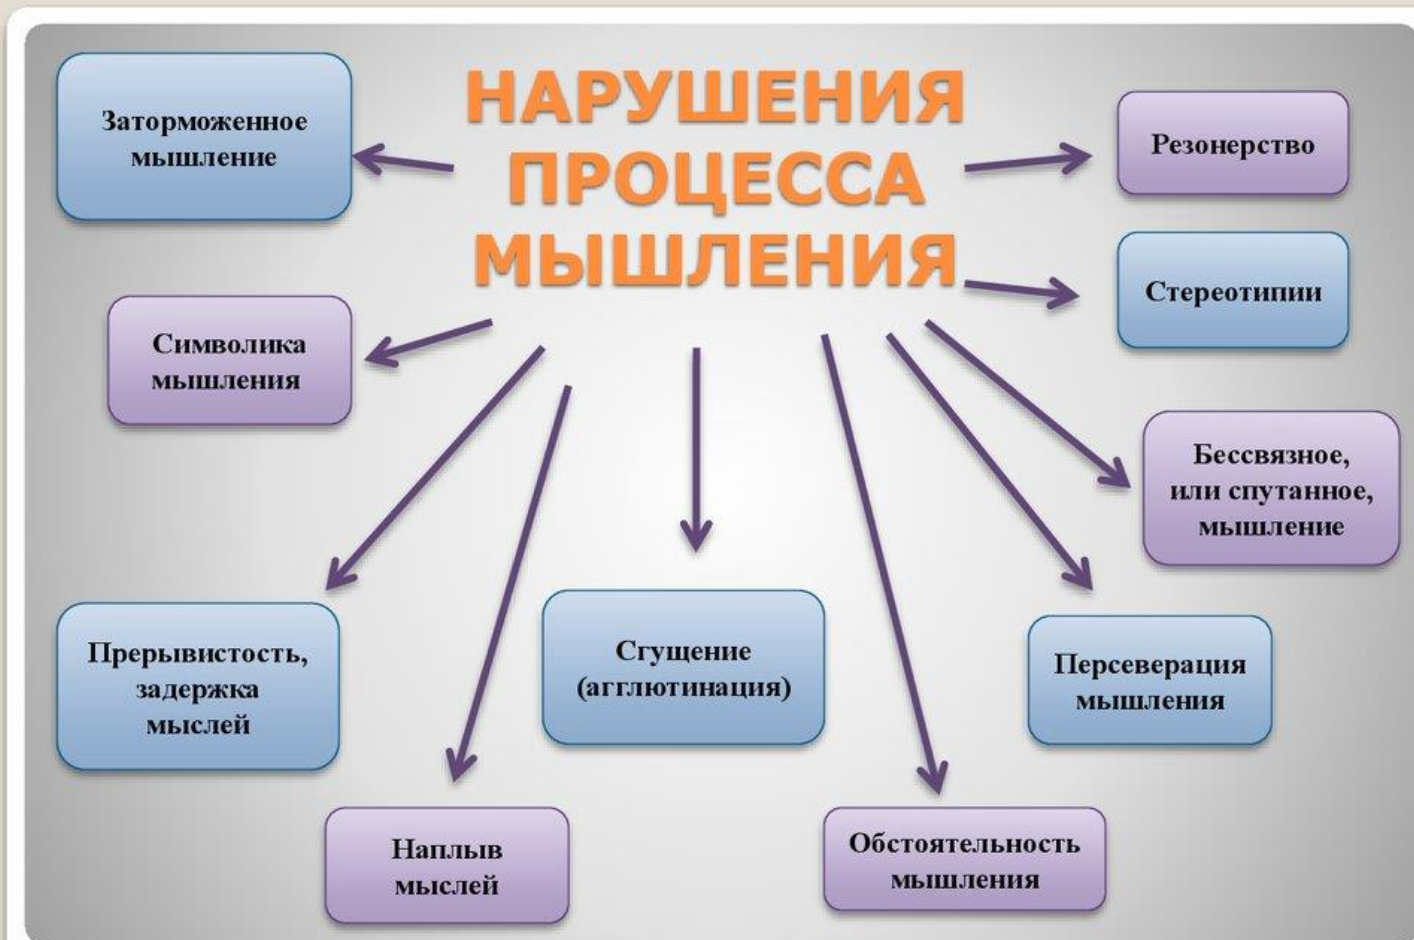 НАРУШЕНИЯ
ПРОЦЕССА
МЫШЛЕНИЯ
Заторможенное
мышление
Резонерство
Стереотипии
Символика
мышления
Бессвязное,
или спутанное,
мышление
Прерывистость,
задержка
мыслей
Сгущение
(агглютинация)
Персеверация
мышления
Наплыв
мыслей
Обстоятельность
мышления